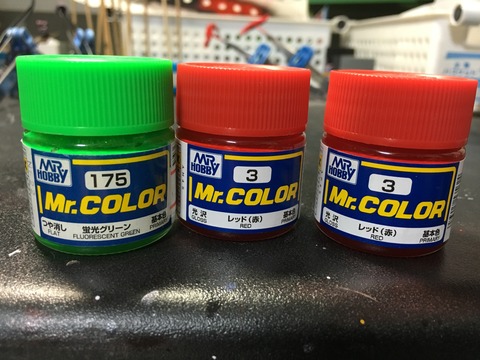 MR
HOBBY
175
Mr.COLOR
つや消し
FLAT
蛍光グリーン
FLUORESCENT GREEN
基本色
PRIMARY
MR
HOBBY
3
Mr.COLOR
光沢
GLOSS
レッド(赤)
RED
基本色
PRIMARY
MR
HOBBY
3
Mr.COLOR
光沢
GLOSS
レッド(赤)
RED
基本色
PRIMARY